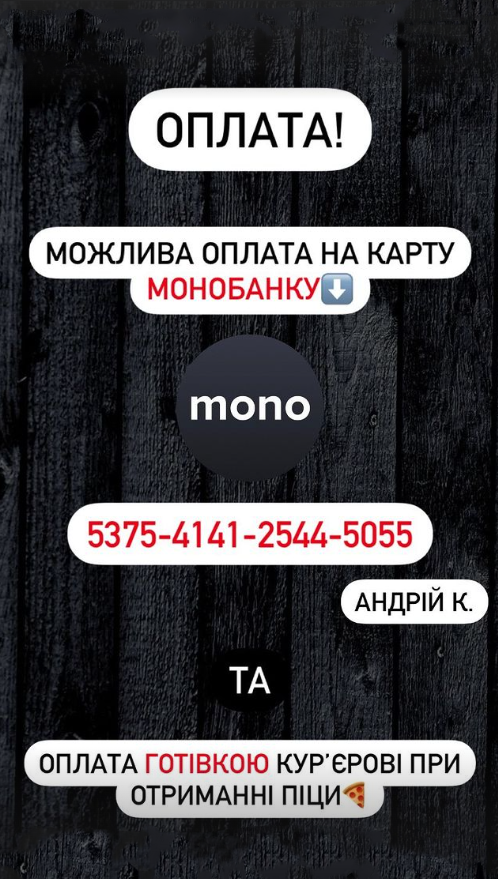 ОПЛАТА!
МОЖЛИВА ОПЛАТА НА КАРТУ
МОНОБАНКУ⬇️
mono
5375-4141-2544-5055
АНДРІЙ К.
ТА
ОПЛАТА ГОТІВКОЮ КУР’ЄРОВІ ПРИ
ОТРИМАННІ ПІЦИ🍕